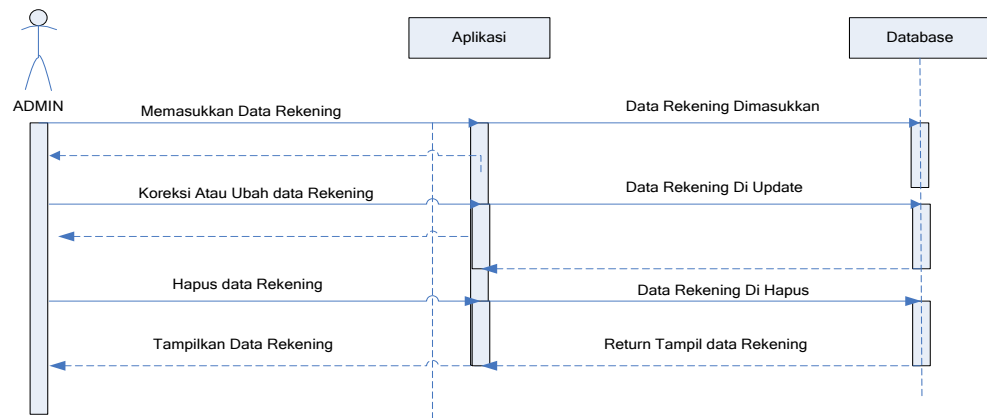 Aplikasi
Database
ADMIN
Memasukkan Data Rekening
Data Rekening Dimasukkan
Koreksi Atau Ubah data Rekening
Data Rekening Di Update
Hapus data Rekening
Data Rekening Di Hapus
Tampilkan Data Rekening
Return Tampil data Rekening